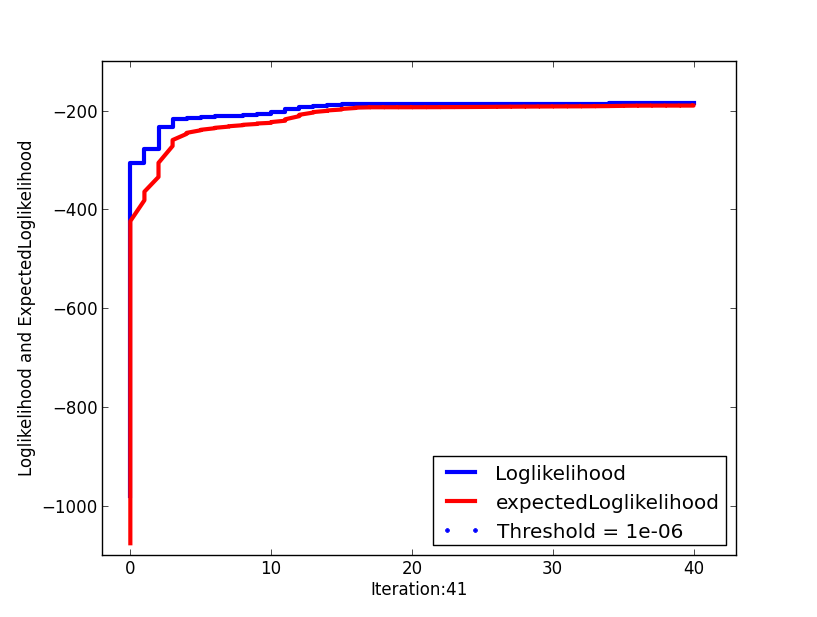 Loglikelihood and ExpectedLoglikelihood
−200
−400
−600
−800
−1000
Loglikelihood
expectedLoglikelihood
Threshold = 1e-06
0 10 20 30 40
Iteration:41